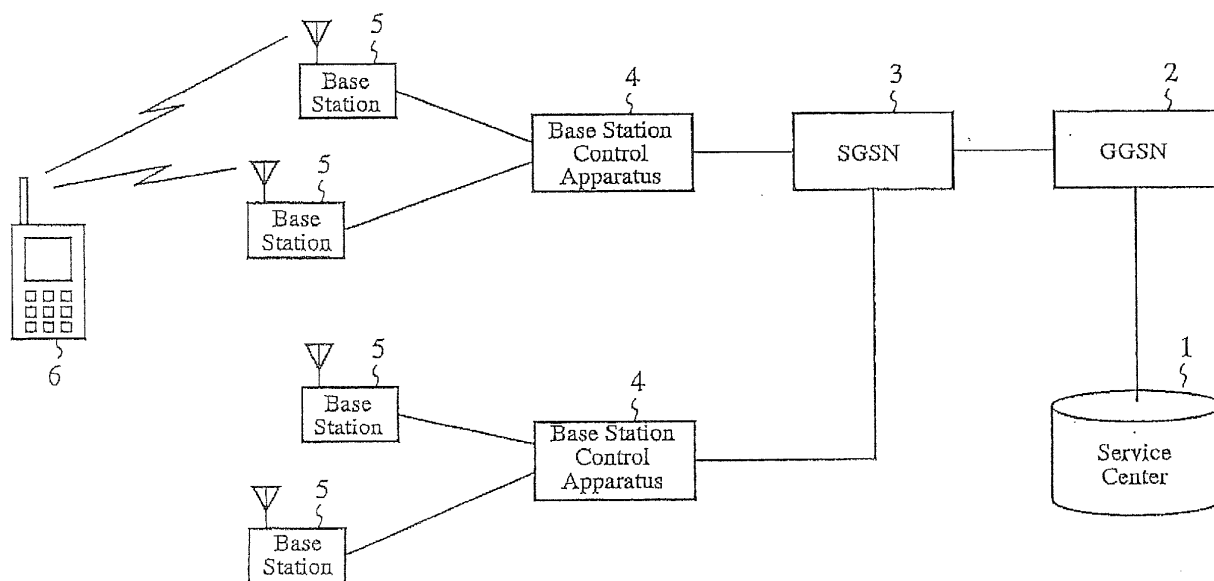 5
Base
Station
4
Base Station
Control
Apparatus
3
SGSN
2
GGSN
5
Base
Station
6
5
Base
Station
4
Base Station
Control
Apparatus
1
Service
Center
5
Base
Station